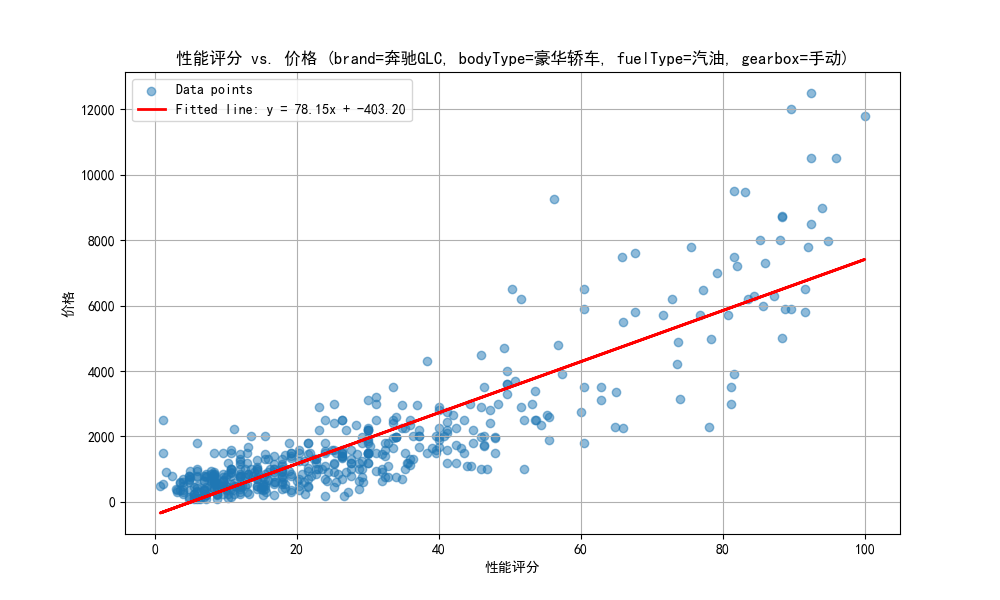 性能评分 vs. 价格 (brand=奔驰GLC, bodyType=豪华轿车, fuelType=汽油, gearbox=手动)
Data points
Fitted line: y = 78.15x + -403.20
12000
10000
8000
6000
4000
2000
0
价格
0 20 40 60 80 100
性能评分